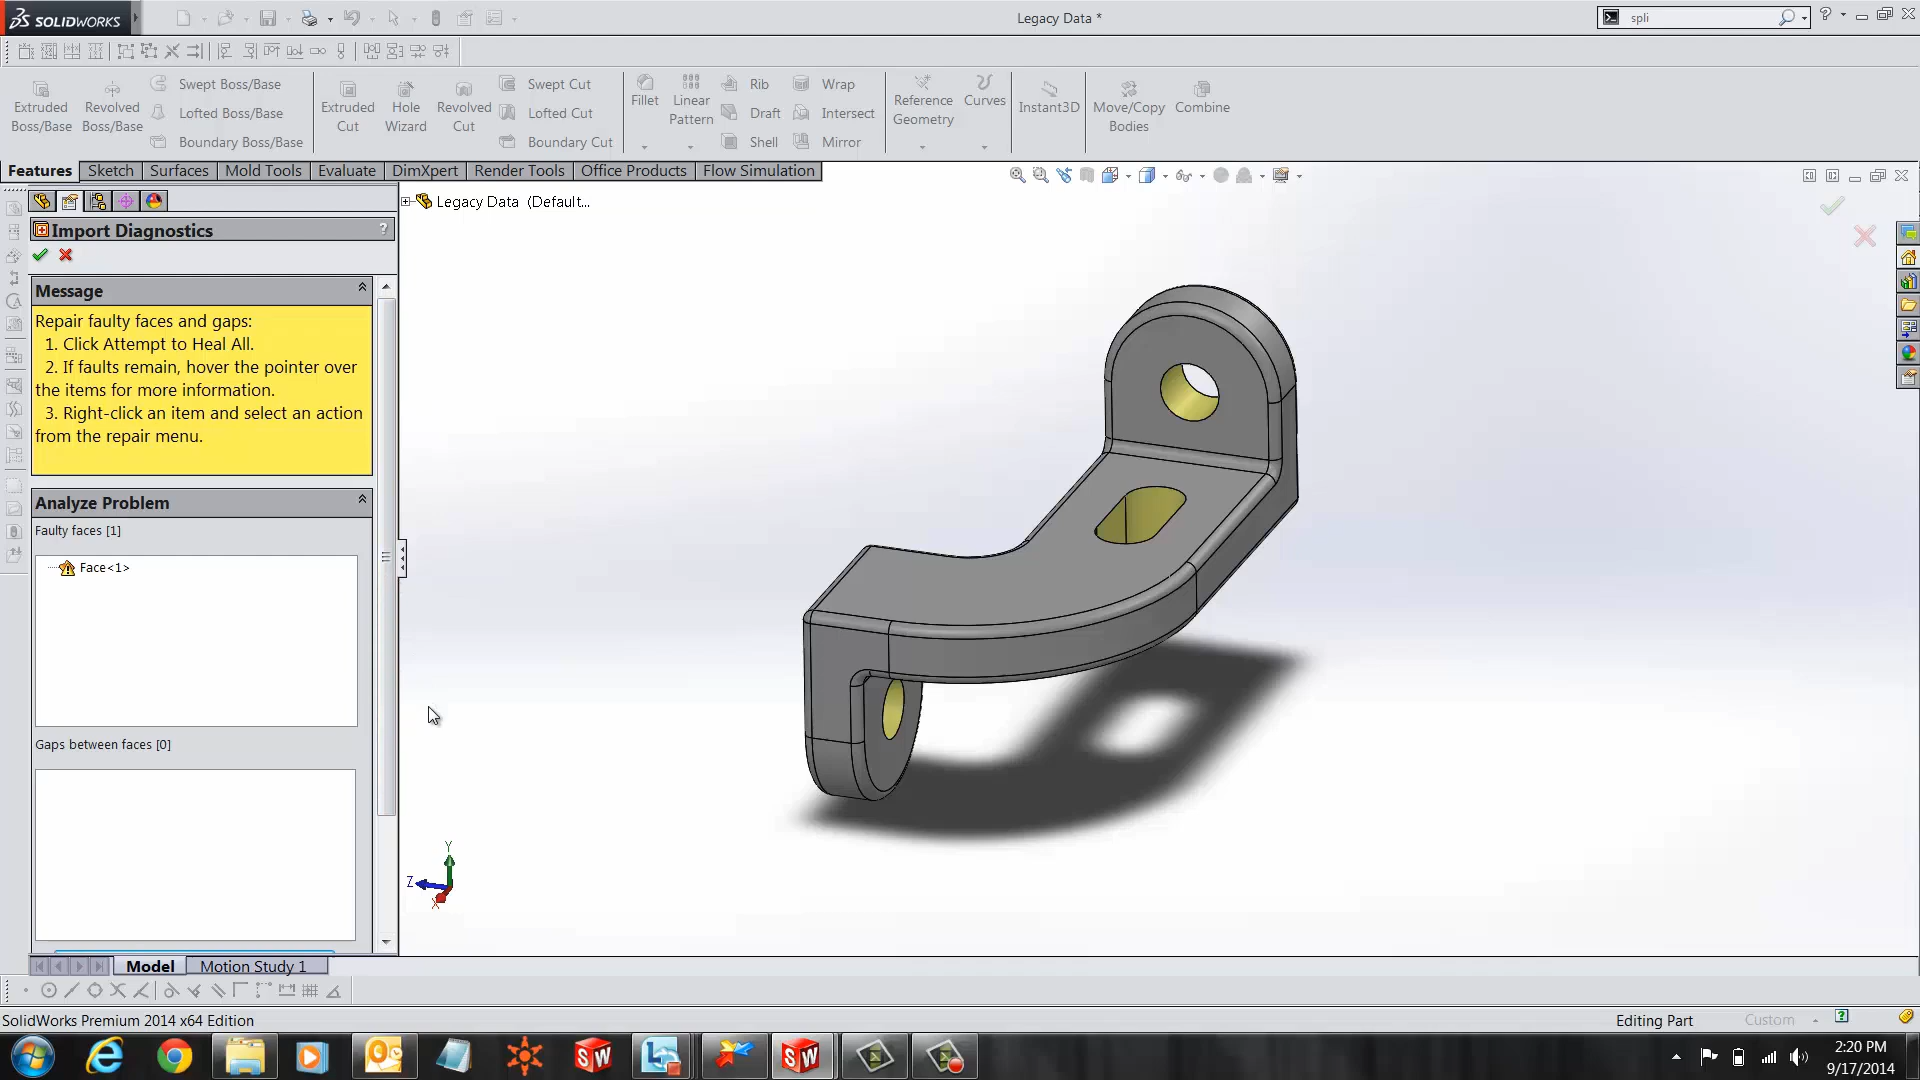 SOLIDWORKS
Legacy Data *
spli
Extruded Boss/Base
Revolved Boss/Base
Swept Boss/Base
Lofted Boss/Base
Boundary Boss/Base
Extruded Cut
Hole Wizard
Revolved Cut
Swept Cut
Lofted Cut
Boundary Cut
Fillet
Linear Pattern
Rib
Draft
Shell
Wrap
Intersect
Mirror
Reference Geometry
Curves
Instant3D
Move/Copy Bodies
Combine
Features Sketch Surfaces Mold Tools Evaluate DimXpert Render Tools Office Products Flow Simulation
Legacy Data (Default...
Import Diagnostics
?
Message
Repair faulty faces and gaps:
1. Click Attempt to Heal All.
2. If faults remain, hover the pointer over
the items for more information.
3. Right-click an item and select an action
from the repair menu.
Analyze Problem
Faulty faces [1]
Face<1>
Gaps between faces [0]
Y
Z
X
Model Motion Study 1
SolidWorks Premium 2014 x64 Edition
Editing Part
Custom
2:20 PM
9/17/2014